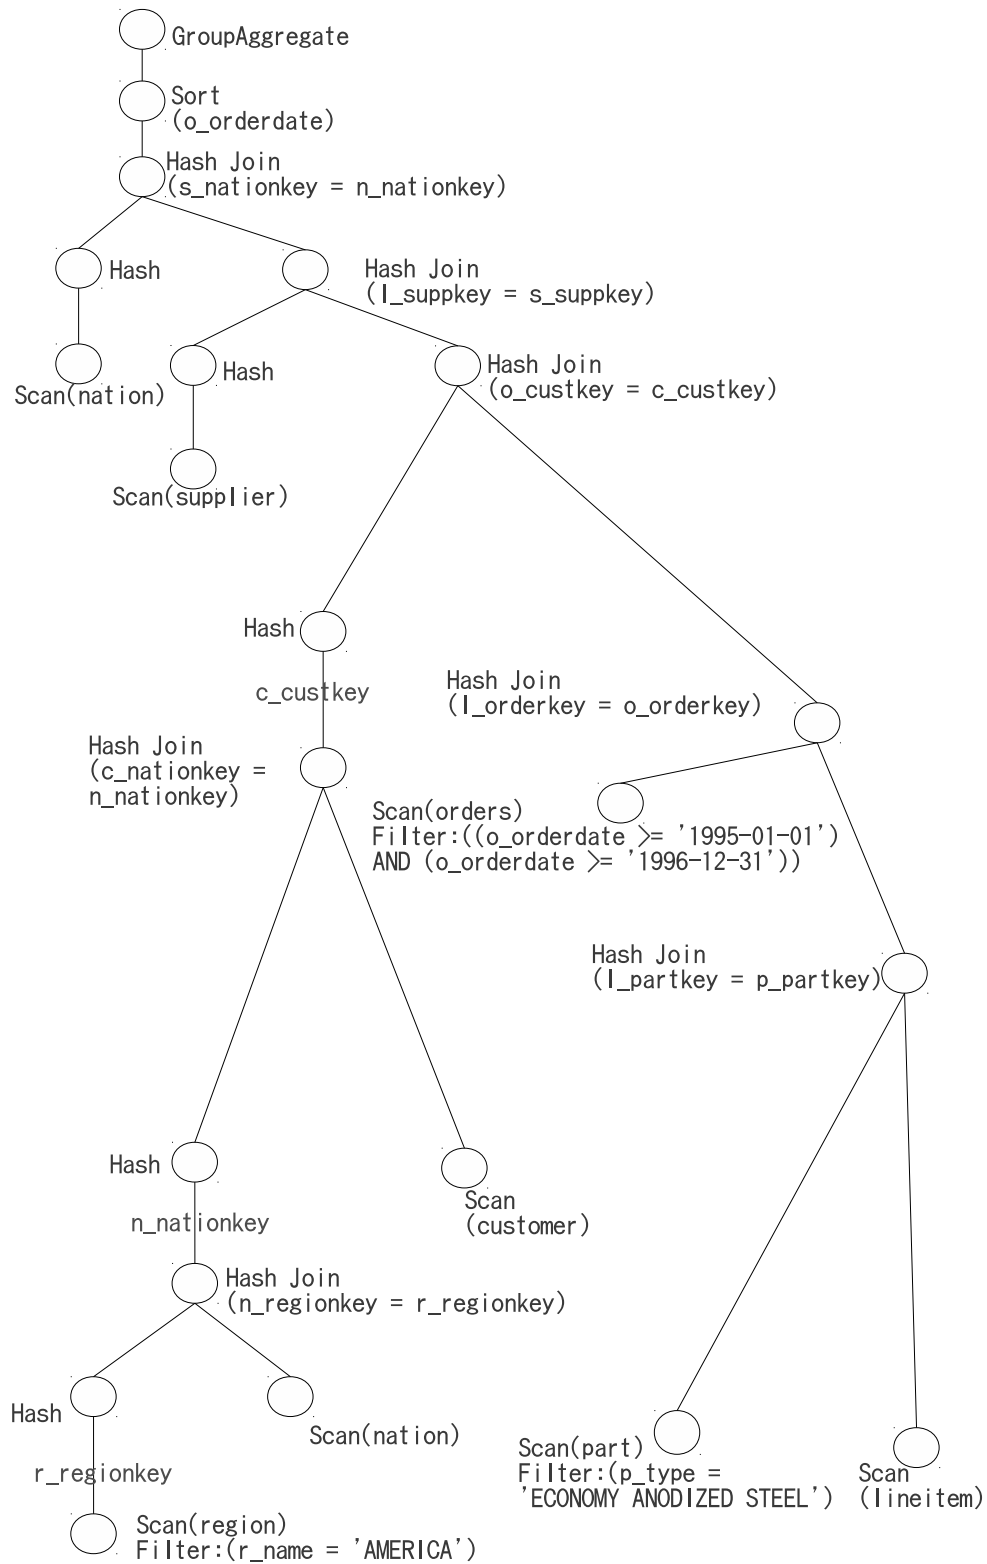 GroupAggregate
Sort
(o_orderdate)
Hash Join
(s_nationkey = n_nationkey)
Hash
Hash Join
(l_suppkey = s_suppkey)
Scan(nation)
Hash
Hash Join
(o_custkey = c_custkey)
Scan(supplier)
Hash
c_custkey
Hash Join
(l_orderkey = o_orderkey)
Hash Join
(c_nationkey =
n_nationkey)
Scan(orders)
Filter:((o_orderdate >= '1995-01-01')
AND (o_orderdate >= '1996-12-31'))
Hash Join
(l_partkey = p_partkey)
Hash
n_nationkey
Scan
(customer)
Hash Join
(n_regionkey = r_regionkey)
Hash
r_regionkey
Scan(nation)
Scan(part)
Filter:(p_type =
'ECONOMY ANODIZED STEEL')
Scan
(lineitem)
Scan(region)
Filter:(r_name = 'AMERICA')